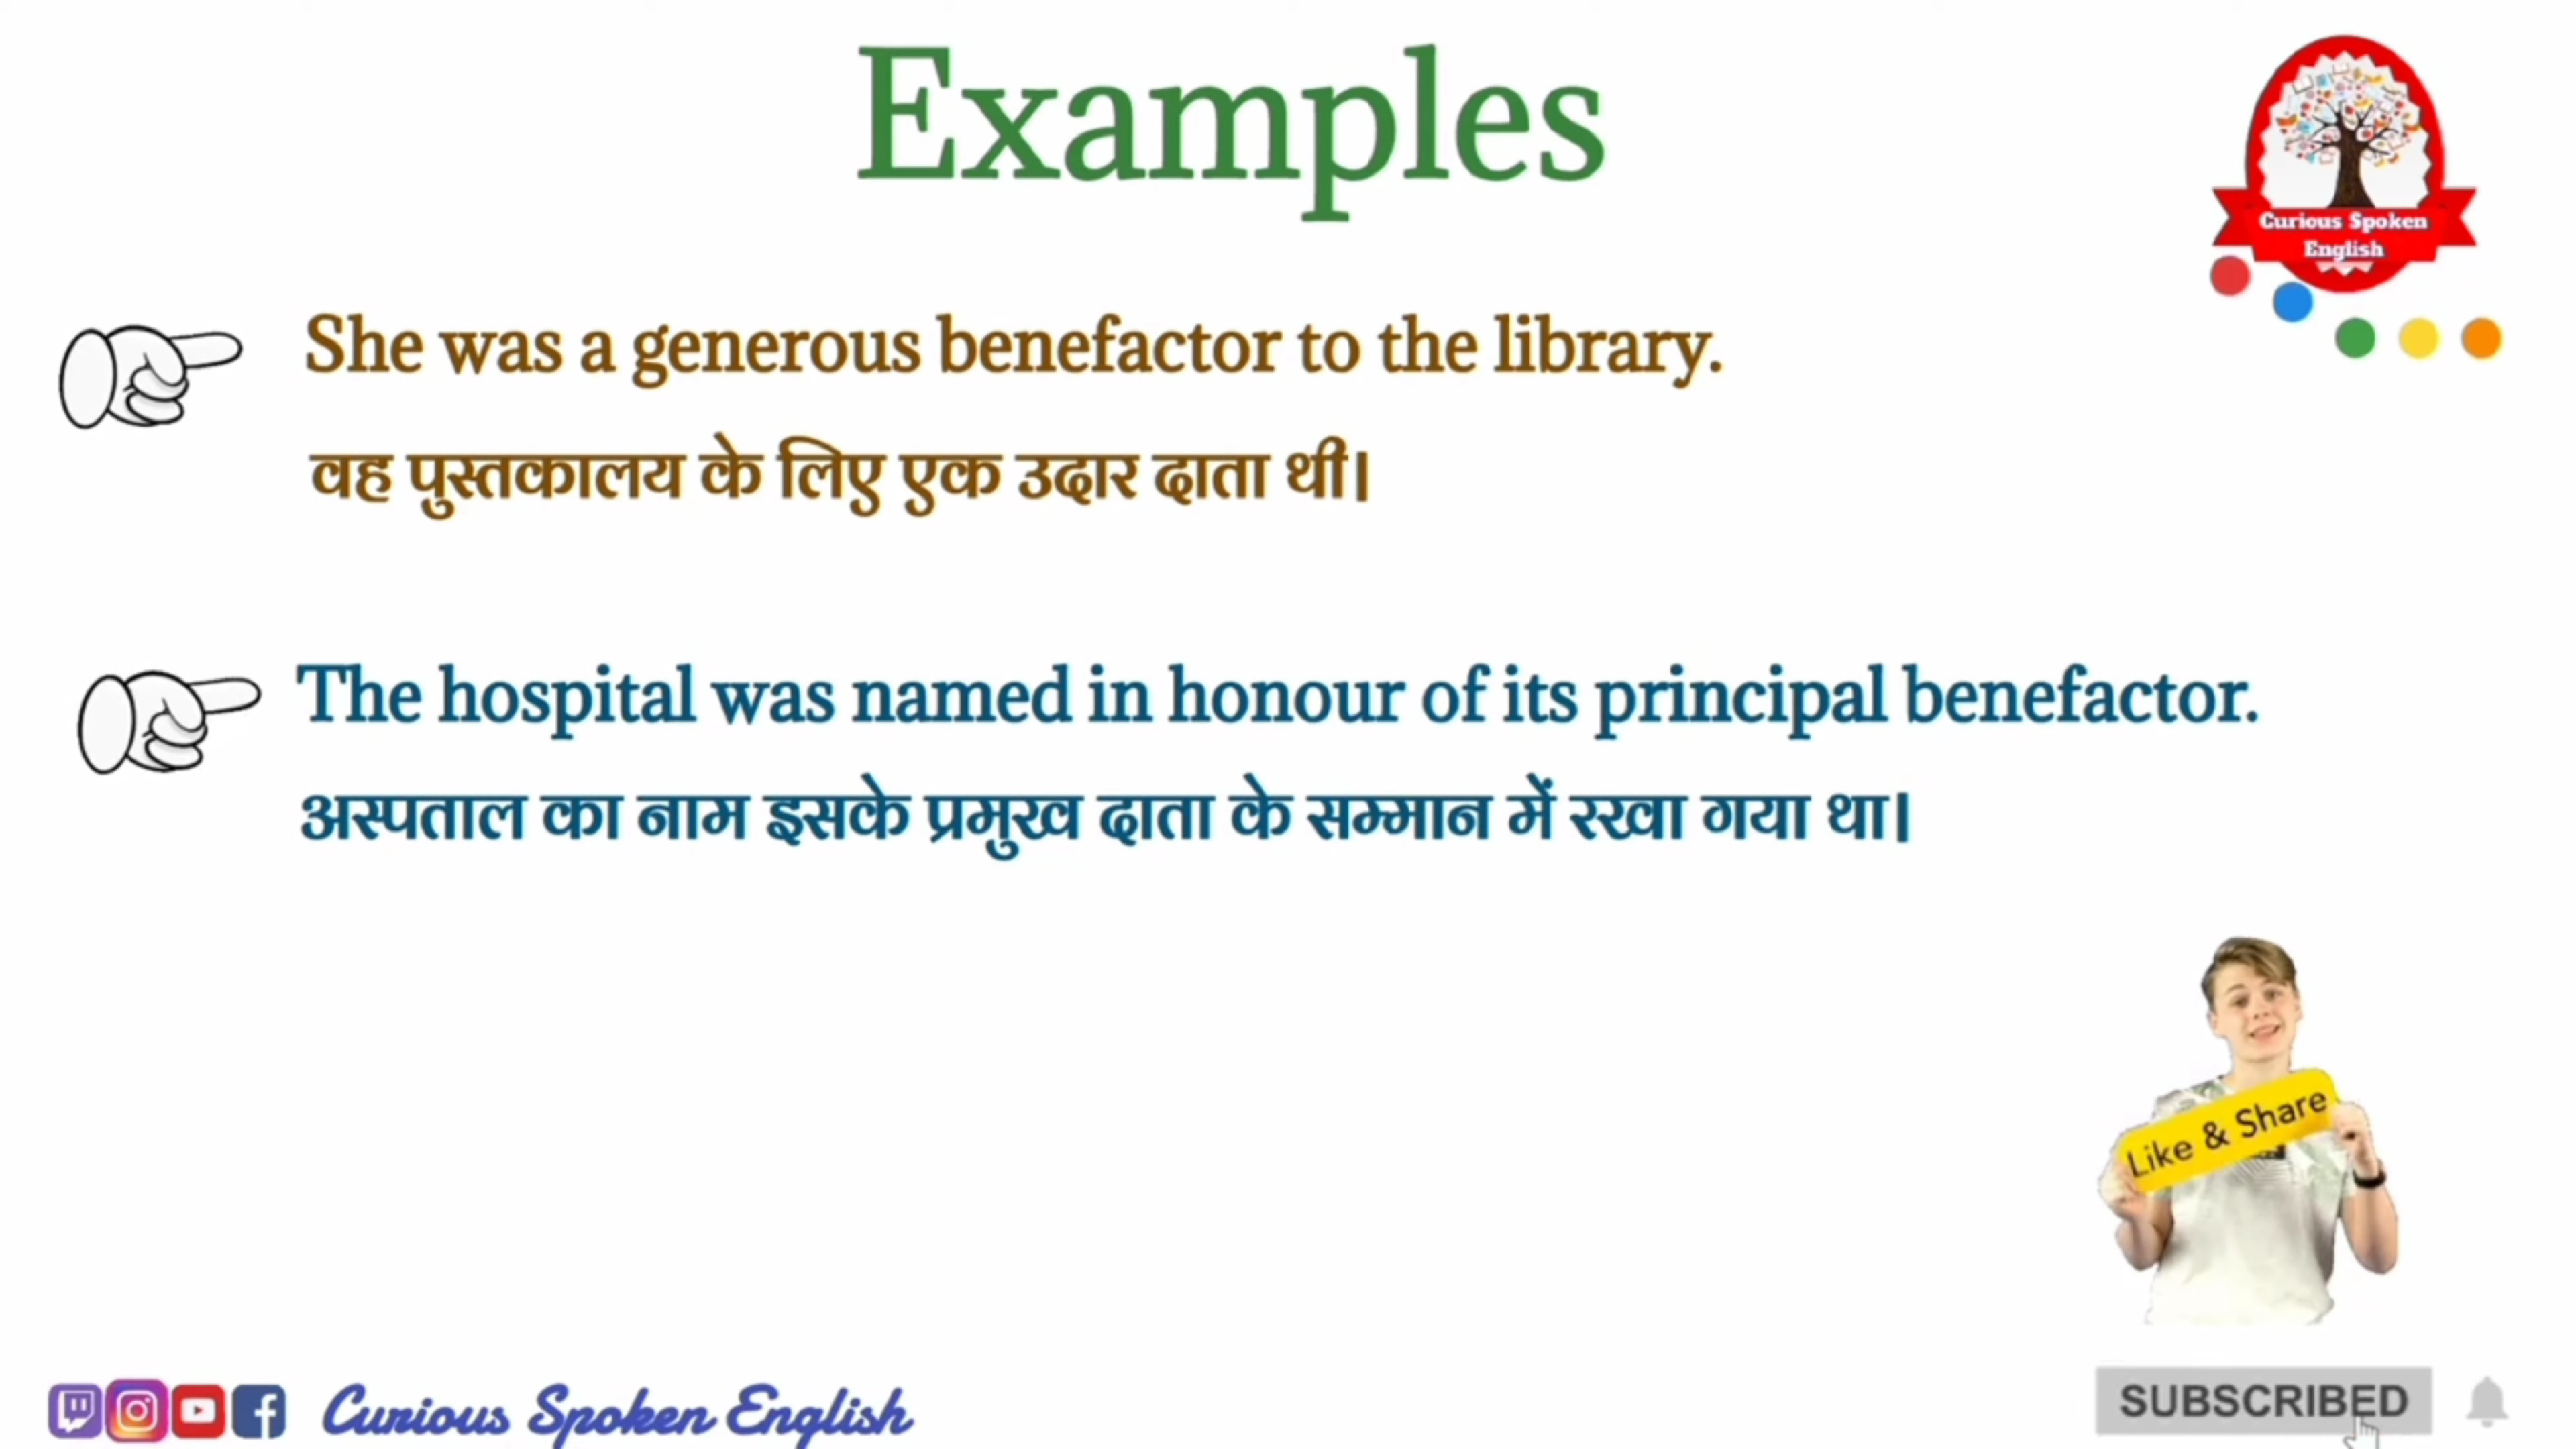 Examples
Curious Spoken
English
She was a generous benefactor to the library.
वह पुस्तकालय के लिए एक उदार दाता थी।
The hospital was named in honour of its principal benefactor.
अस्पताल का नाम इसके प्रमुख दाता के सम्मान में रखा गया था।
Like & Share
Curious Spoken English
SUBSCRIBED